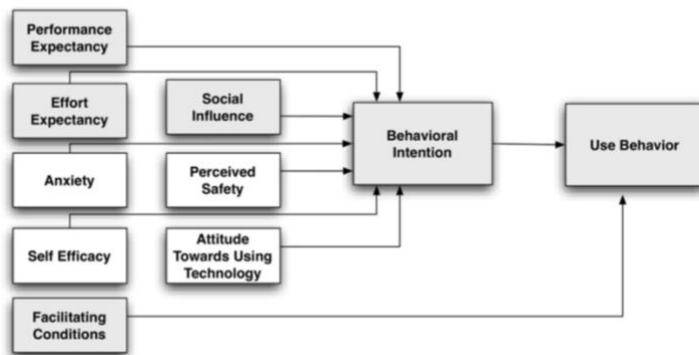 Performance
Expectancy
Effort
Expectancy
Social
Influence
Behavioral
Intention
Use Behavior
Anxiety
Perceived
Safety
Self Efficacy
Attitude
Towards Using
Technology
Facilitating
Conditions